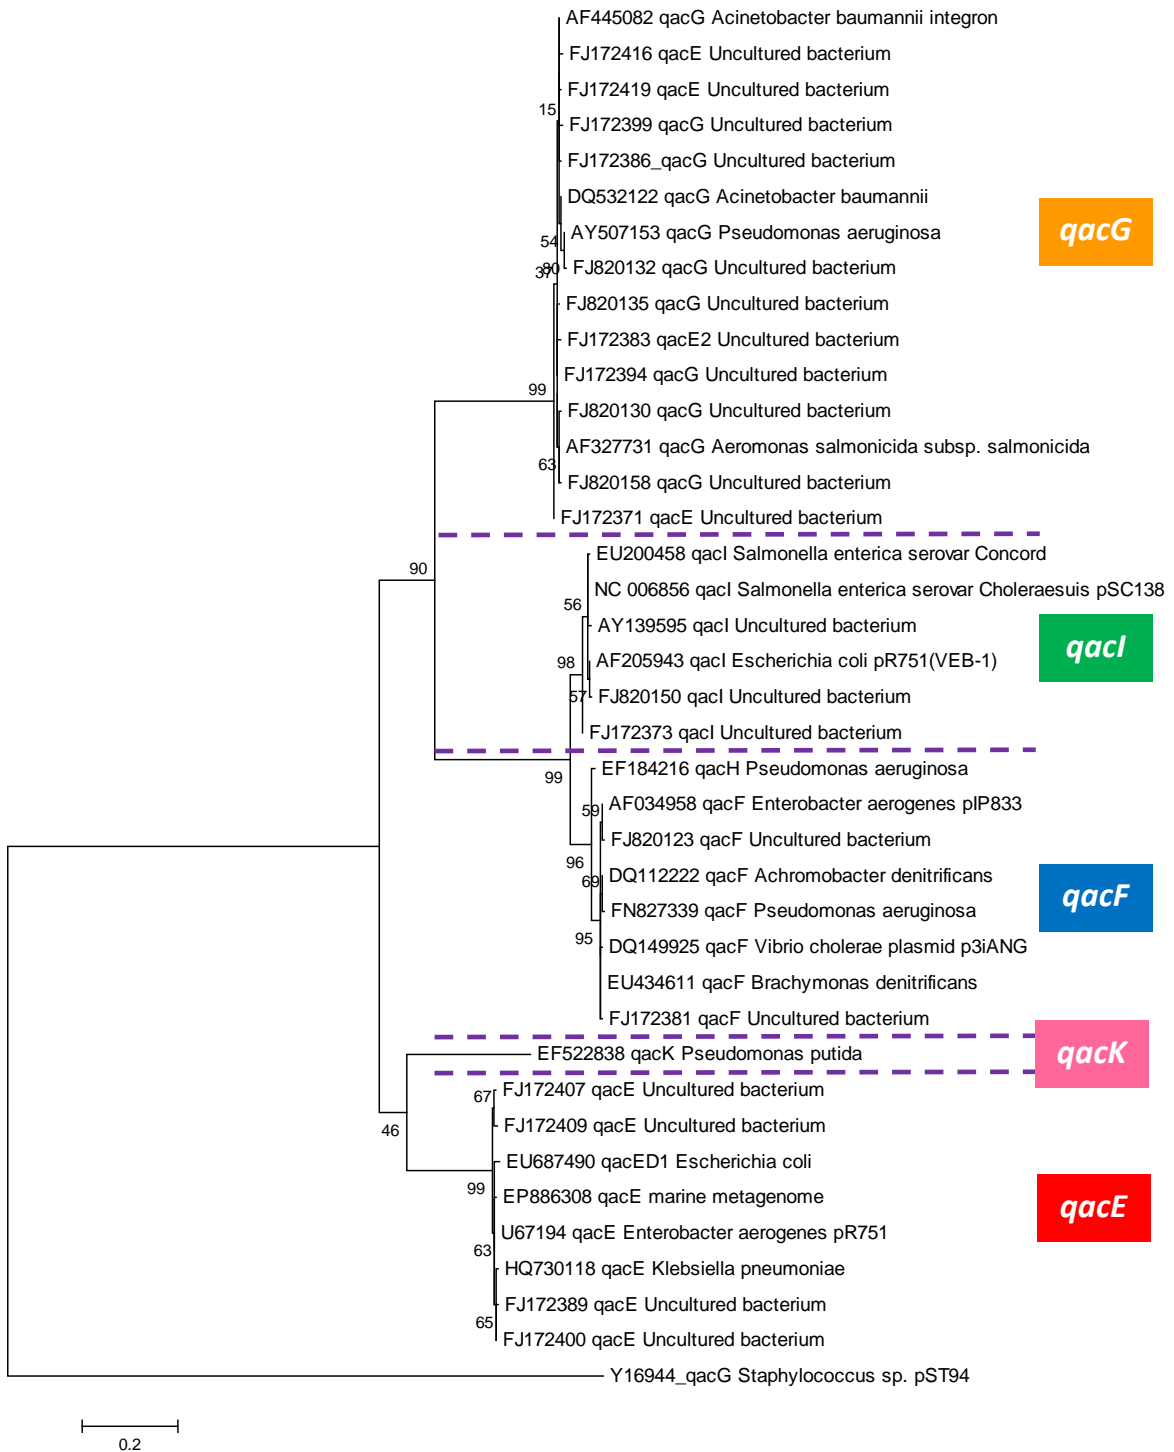 AF445082 qacG Acinetobacter baumannii integron
FJ172416 qacE Uncultured bacterium
FJ172419 qacE Uncultured bacterium
15
FJ172399 qacG Uncultured bacterium
FJ172386_qacG Uncultured bacterium
DQ532122 qacG Acinetobacter baumannii
AY507153 qacG Pseudomonas aeruginosa
qacG
54
FJ820132 qacG Uncultured bacterium
80
37
FJ820135 qacG Uncultured bacterium
FJ172383 qacE2 Uncultured bacterium
FJ172394 qacG Uncultured bacterium
99
FJ820130 qacG Uncultured bacterium
AF327731 qacG Aeromonas salmonicida subsp. salmonicida
63
FJ820158 qacG Uncultured bacterium
FJ172371 qacE Uncultured bacterium
90
EU200458 qacI Salmonella enterica serovar Concord
NC 006856 qacI Salmonella enterica serovar Choleraesuis pSC138
56
AY139595 qacI Uncultured bacterium
qacI
98
AF205943 qacI Escherichia coli pR751(VEB-1)
57
FJ820150 qacI Uncultured bacterium
FJ172373 qacI Uncultured bacterium
99
EF184216 qacH Pseudomonas aeruginosa
59
AF034958 qacF Enterobacter aerogenes pIP833
FJ820123 qacF Uncultured bacterium
96
69
DQ112222 qacF Achromobacter denitrificans
qacF
FN827339 qacF Pseudomonas aeruginosa
95
DQ149925 qacF Vibrio cholerae plasmid p3iANG
EU434611 qacF Brachymonas denitrificans
FJ172381 qacF Uncultured bacterium
EF522838 qacK Pseudomonas putida
qacK
67
FJ172407 qacE Uncultured bacterium
46
FJ172409 qacE Uncultured bacterium
EU687490 qacED1 Escherichia coli
99
EP886308 qacE marine metagenome
qacE
U67194 qacE Enterobacter aerogenes pR751
63
HQ730118 qacE Klebsiella pneumoniae
FJ172389 qacE Uncultured bacterium
65
FJ172400 qacE Uncultured bacterium
Y16944_qacG Staphylococcus sp. pST94
0.2